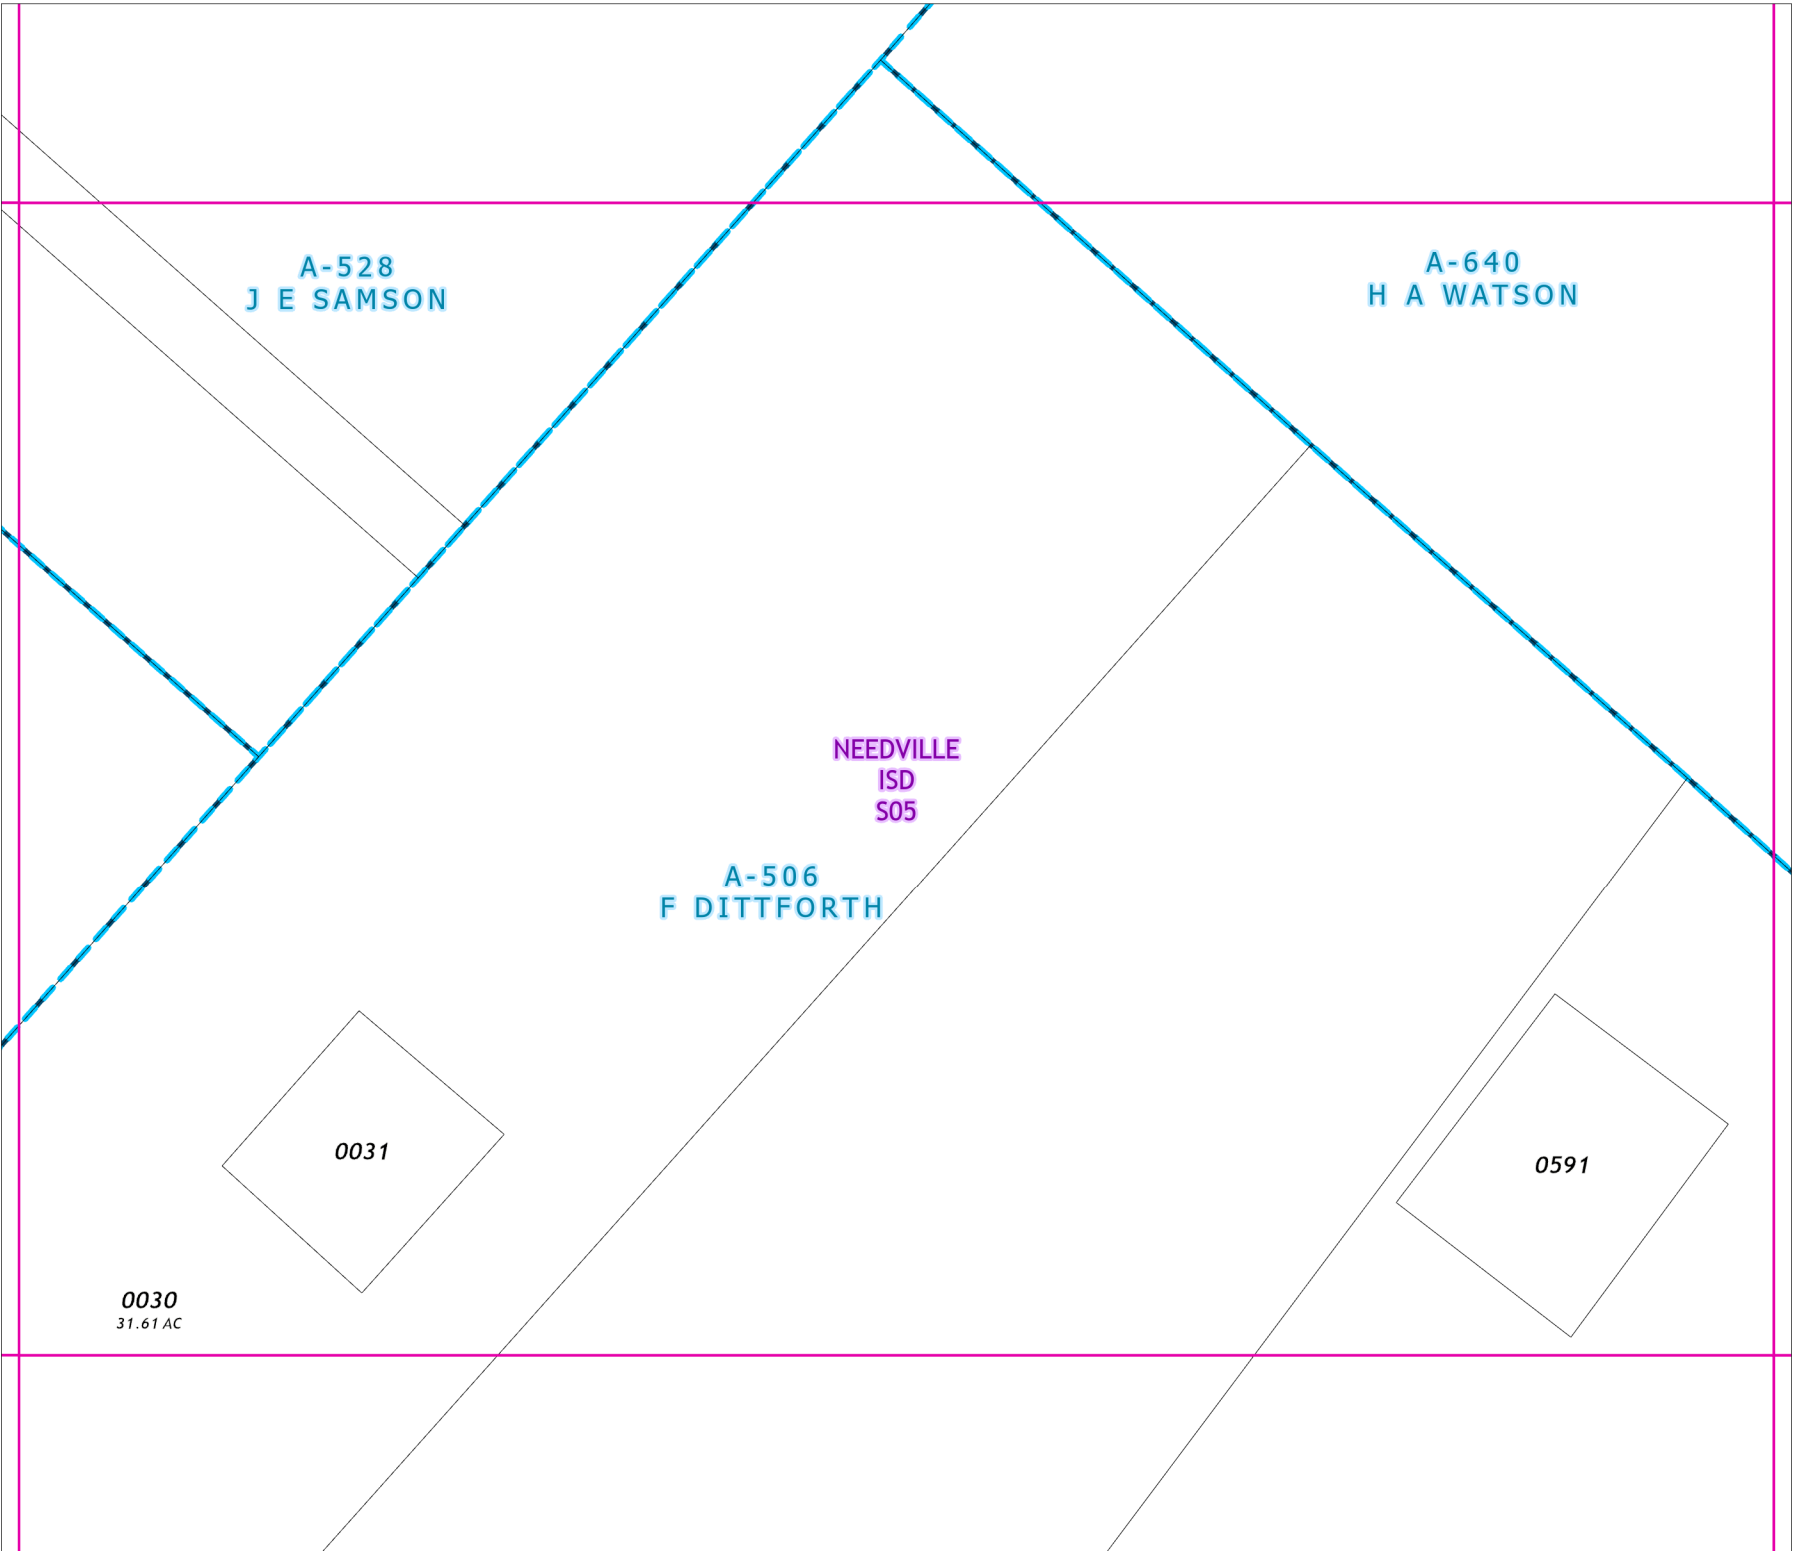 A-528
J E SAMSON
A-640
H A WATSON
NEEDVILLE
ISD
S05
A-506
F DITTFORTH
0031
0591
0030
31.61 AC